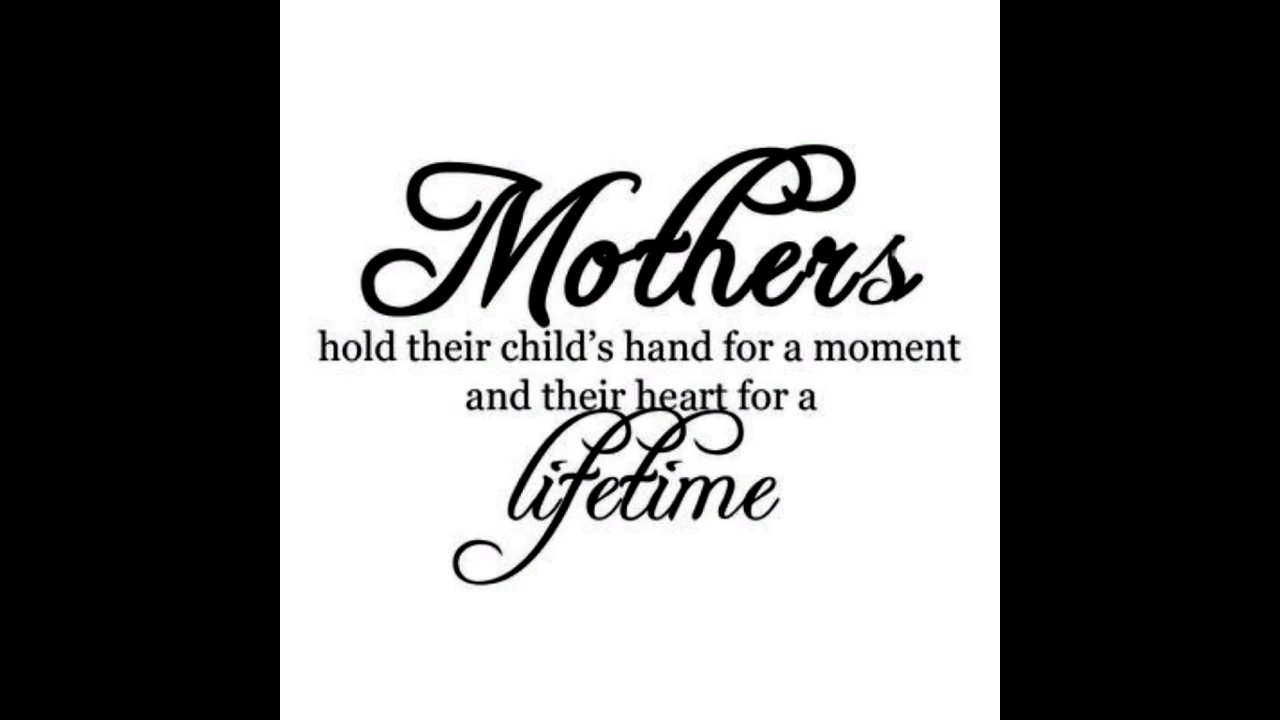 Mothers
hold their child’s hand for a moment
and their heart for a
lifetime